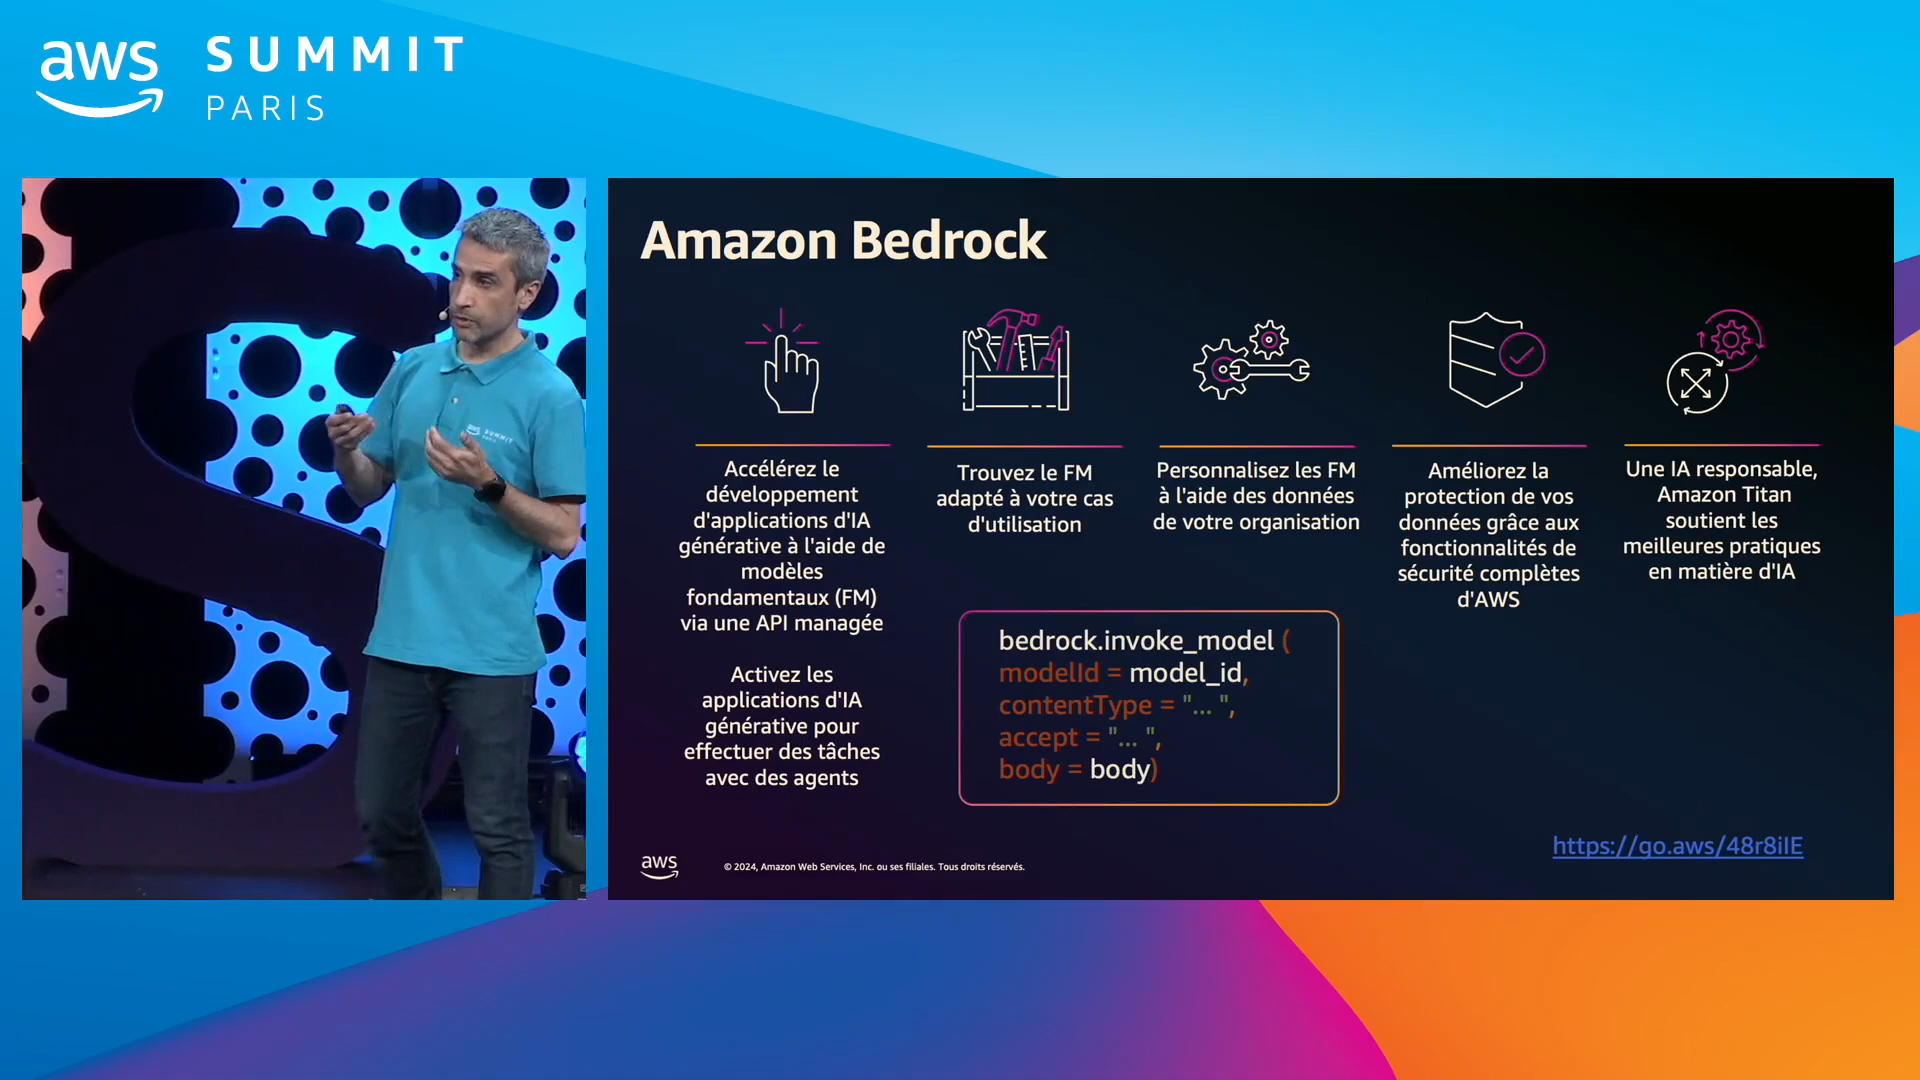 aws
SUMMIT
PARIS
aws SUMMIT
PARIS
Amazon Bedrock
Accélérez le
développement
d'applications d'IA
générative à l'aide de
modèles
fondamentaux (FM)
via une API managée
Activez les
applications d'IA
générative pour
effectuer des tâches
avec des agents
Trouvez le FM
adapté à votre cas
d'utilisation
Personnalisez les FM
à l'aide des données
de votre organisation
Améliorez la
protection de vos
données grâce aux
fonctionnalités de
sécurité complètes
d'AWS
Une IA responsable,
Amazon Titan
soutient les
meilleures pratiques
en matière d'IA
bedrock.invoke_model (
modelId = model_id,
contentType = "... ",
accept = "... ",
body = body)
https://go.aws/48r8iIE
aws
© 2024, Amazon Web Services, Inc. ou ses filiales. Tous droits réservés.